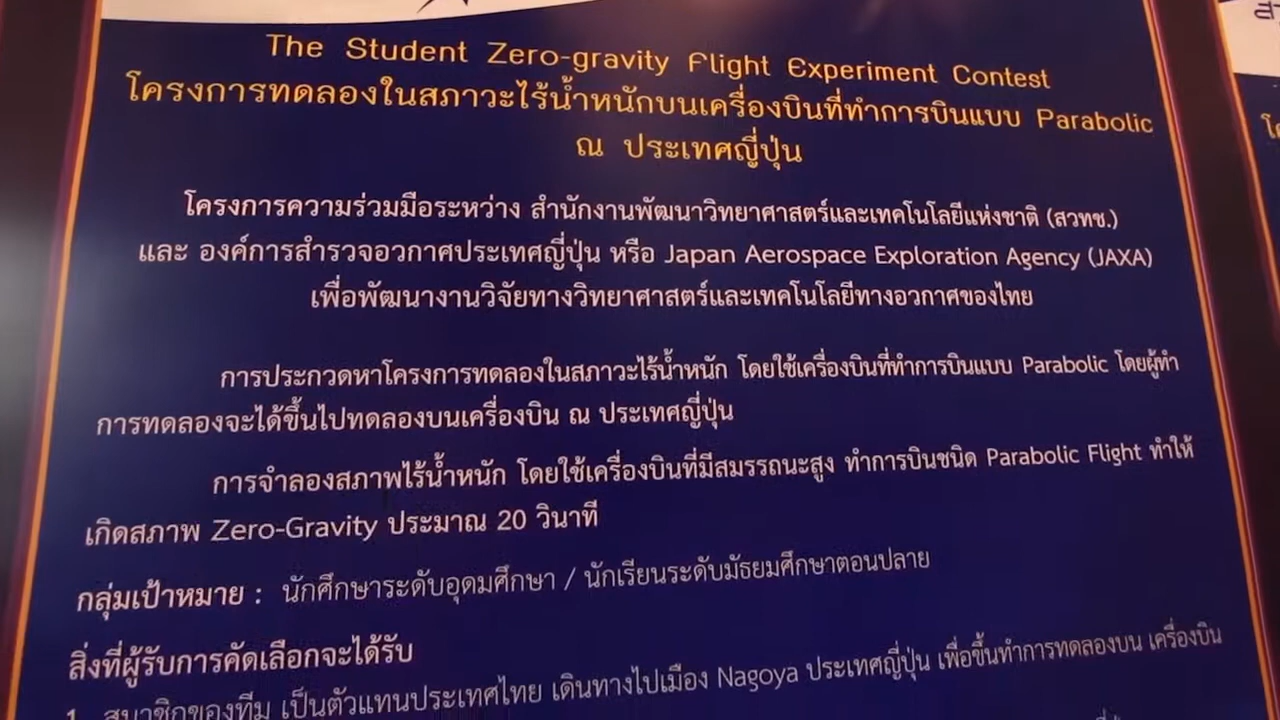 The Student Zero-gravity Flight Experiment Contest
โครงการทดลองในสภาวะไร้น้ำหนักบนเครื่องบินที่ทำการบินแบบ Parabolic
ณ ประเทศญี่ปุ่น
โครงการความร่วมมือระหว่าง สำนักงานพัฒนาวิทยาศาสตร์และเทคโนโลยีแห่งชาติ (สวทช.)
และ องค์การสำรวจอวกาศประเทศญี่ปุ่น หรือ Japan Aerospace Exploration Agency (JAXA)
เพื่อพัฒนางานวิจัยทางวิทยาศาสตร์และเทคโนโลยีทางอวกาศของไทย
การประกวดหาโครงการทดลองในสภาวะไร้น้ำหนัก โดยใช้เครื่องบินที่ทำการบินแบบ Parabolic โดยผู้ทำ
การทดลองจะได้ขึ้นไปทดลองบนเครื่องบิน ณ ประเทศญี่ปุ่น
การจำลองสภาพไร้น้ำหนัก โดยใช้เครื่องบินที่มีสมรรถนะสูง ทำการบินชนิด Parabolic Flight ทำให้
เกิดสภาพ Zero-Gravity ประมาณ 20 วินาที
กลุ่มเป้าหมาย : นักศึกษาระดับอุดมศึกษา / นักเรียนระดับมัธยมศึกษาตอนปลาย
สิ่งที่ผู้รับการคัดเลือกจะได้รับ
1. สมาชิกของทีม เป็นตัวแทนประเทศไทย เดินทางไปเมือง Nagoya ประเทศญี่ปุ่น เพื่อขึ้นทำการทดลองบน เครื่องบิน